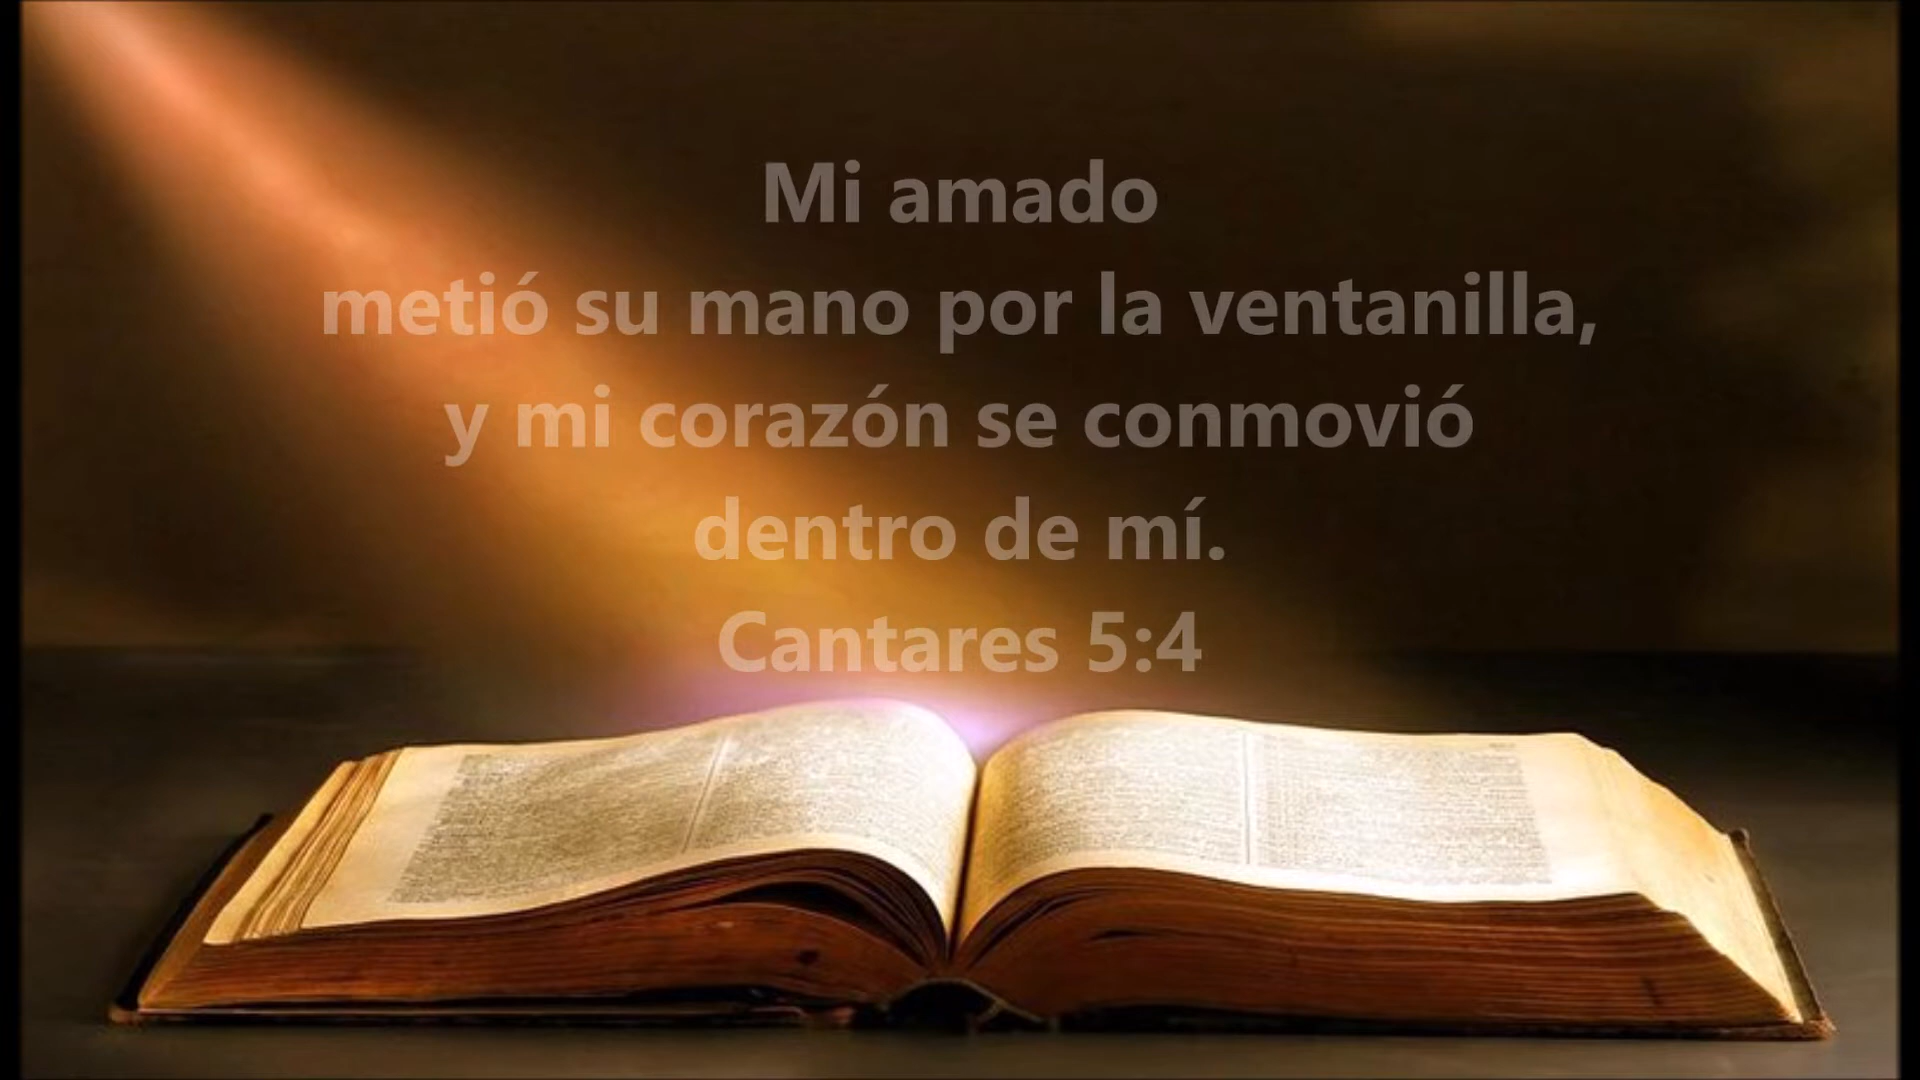 Mi amado
metió su mano por la ventanilla,
y mi corazón se conmovió
dentro de mí.
Cantares 5:4